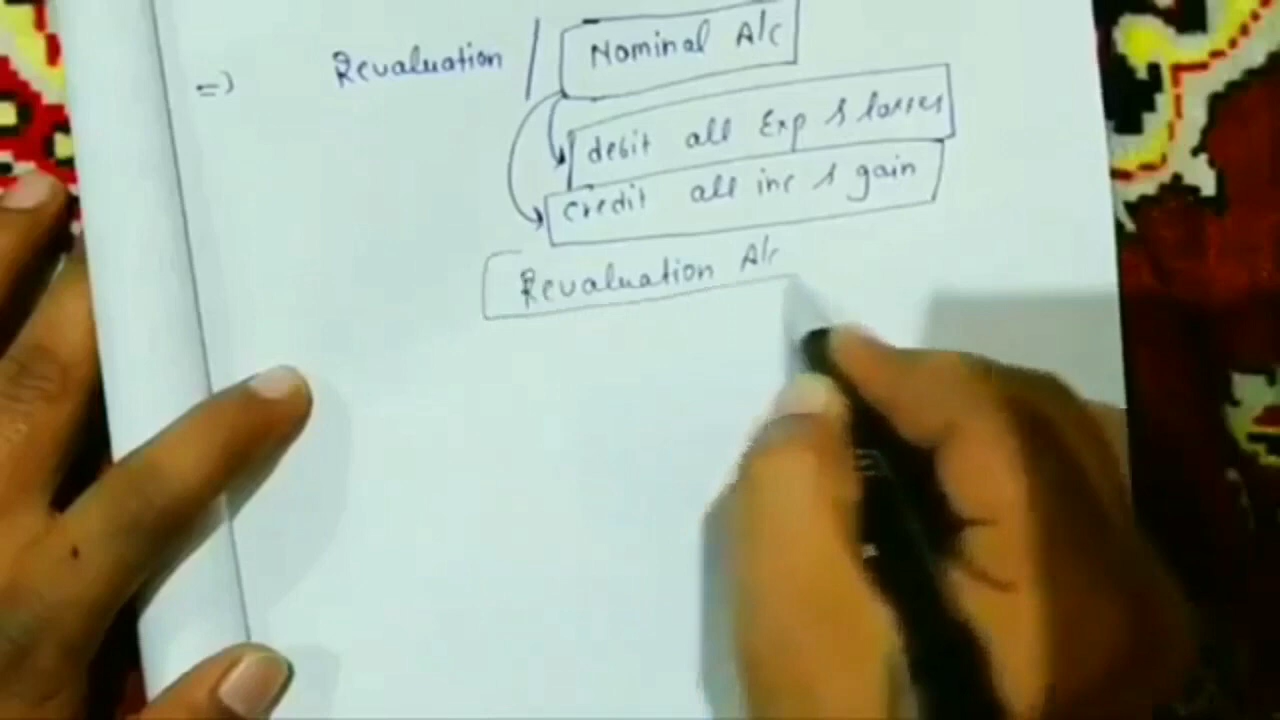 => Revaluation / Nominal A/c
debit all Exp & losses
credit all inc & gain
Revaluation A/c